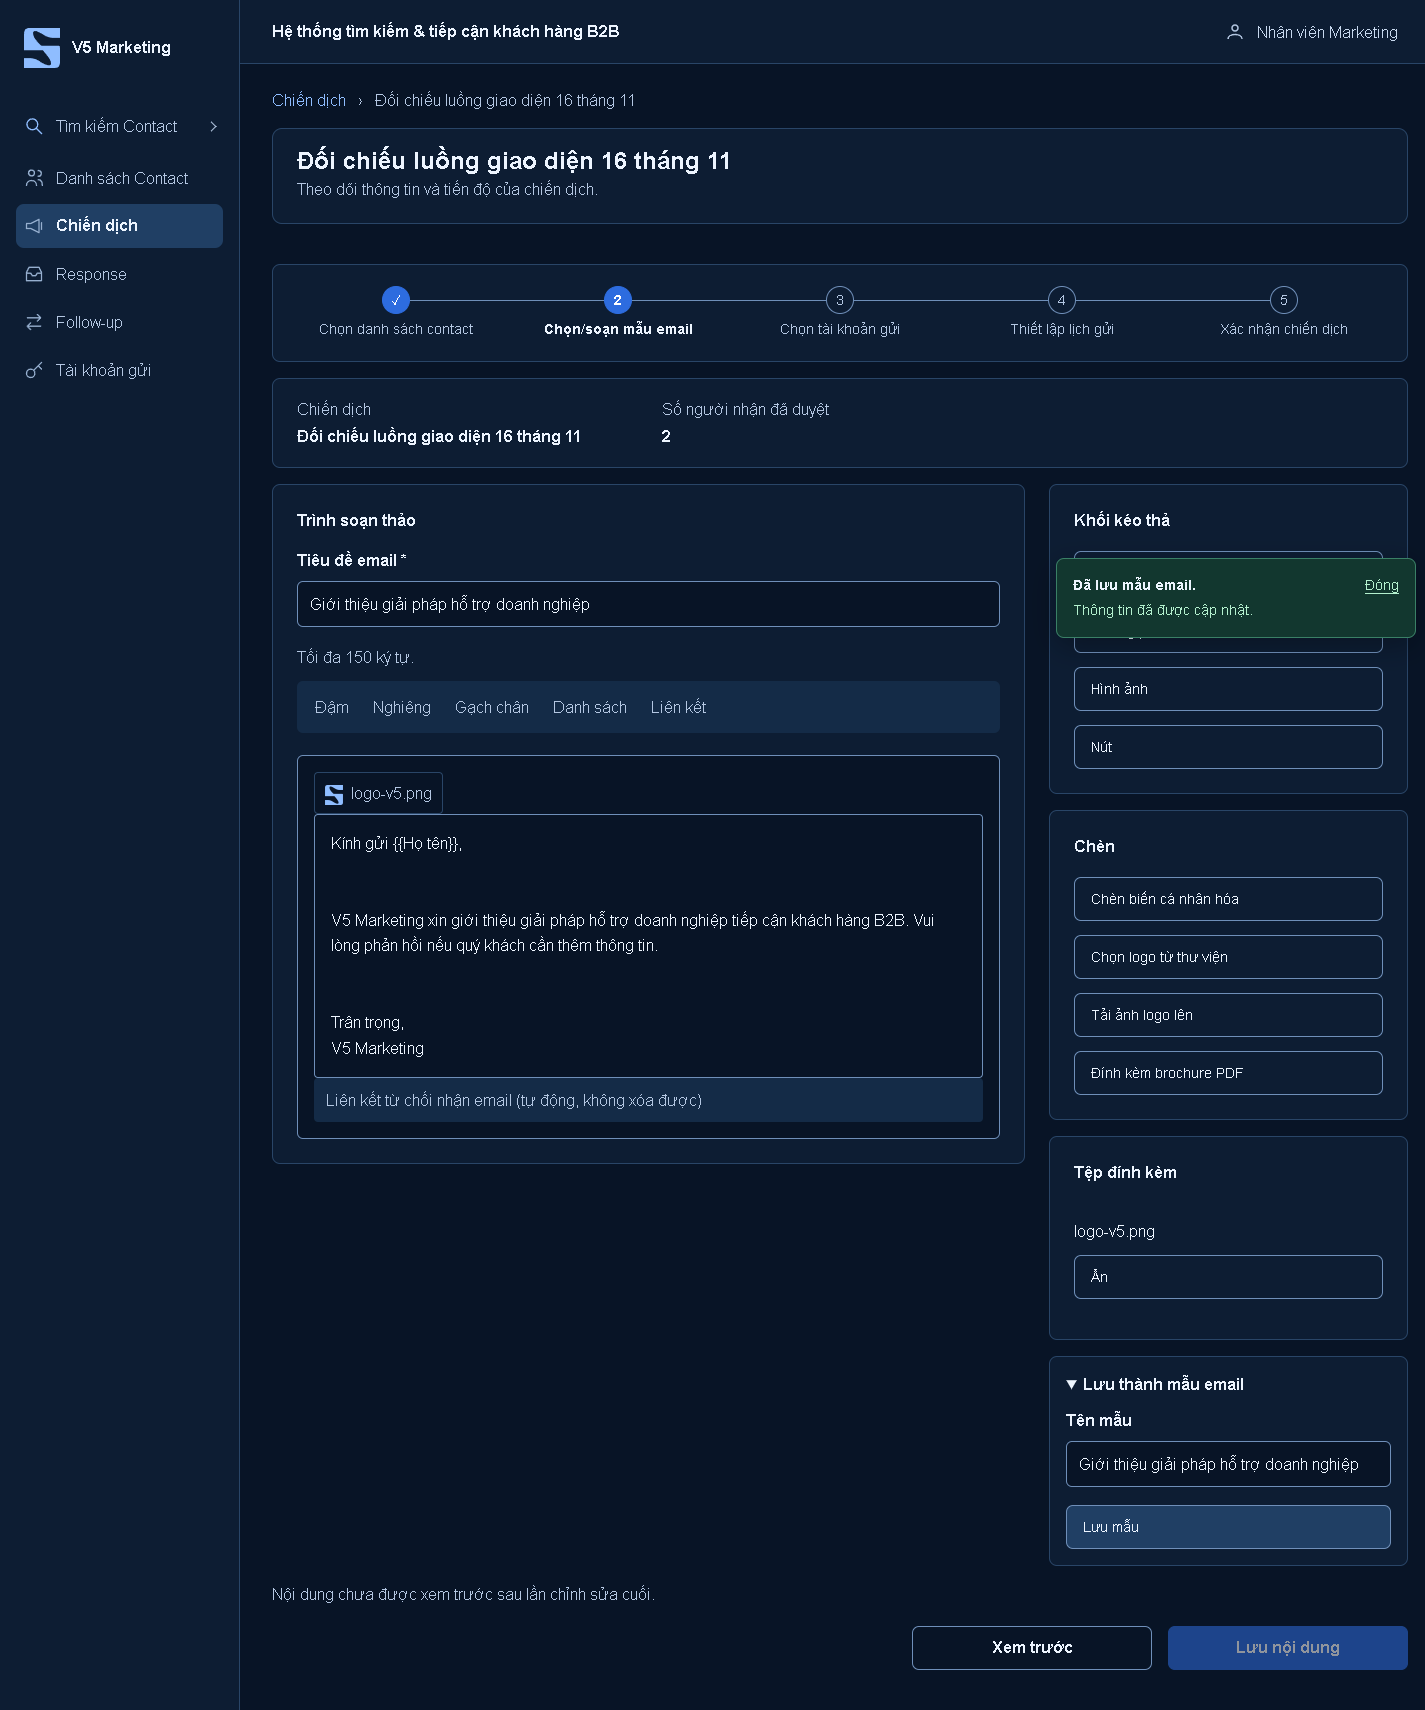 V5 Marketing
Hệ thống tìm kiếm & tiếp cận khách hàng B2B
Nhân viên Marketing
Tìm kiếm Contact
Danh sách Contact
Chiến dịch
Response
Follow-up
Tài khoản gửi
Chiến dịch › Đối chiếu luồng giao diện 16 tháng 11
Đối chiếu luồng giao diện 16 tháng 11
Theo dõi thông tin và tiến độ của chiến dịch.
✓ 2 3 4 5
Chọn danh sách contact Chọn/soạn mẫu email Chọn tài khoản gửi Thiết lập lịch gửi Xác nhận chiến dịch
Chiến dịch Số người nhận đã duyệt
Đối chiếu luồng giao diện 16 tháng 11 2
Trình soạn thảo
Tiêu đề email *
Giới thiệu giải pháp hỗ trợ doanh nghiệp
Tối đa 150 ký tự.
Đậm Nghiêng Gạch chân Danh sách Liên kết
logo-v5.png
Kính gửi {{Họ tên}},
V5 Marketing xin giới thiệu giải pháp hỗ trợ doanh nghiệp tiếp cận khách hàng B2B. Vui
lòng phản hồi nếu quý khách cần thêm thông tin.
Trân trọng,
V5 Marketing
Liên kết từ chối nhận email (tự động, không xóa được)
Khối kéo thả
Đã lưu mẫu email. Đóng
Thông tin đã được cập nhật.
Hình ảnh
Nút
Chèn
Chèn biến cá nhân hóa
Chọn logo từ thư viện
Tải ảnh logo lên
Đính kèm brochure PDF
Tệp đính kèm
logo-v5.png
Ẩn
▼ Lưu thành mẫu email
Tên mẫu
Giới thiệu giải pháp hỗ trợ doanh nghiệp
Lưu mẫu
Nội dung chưa được xem trước sau lần chỉnh sửa cuối.
Xem trước
Lưu nội dung